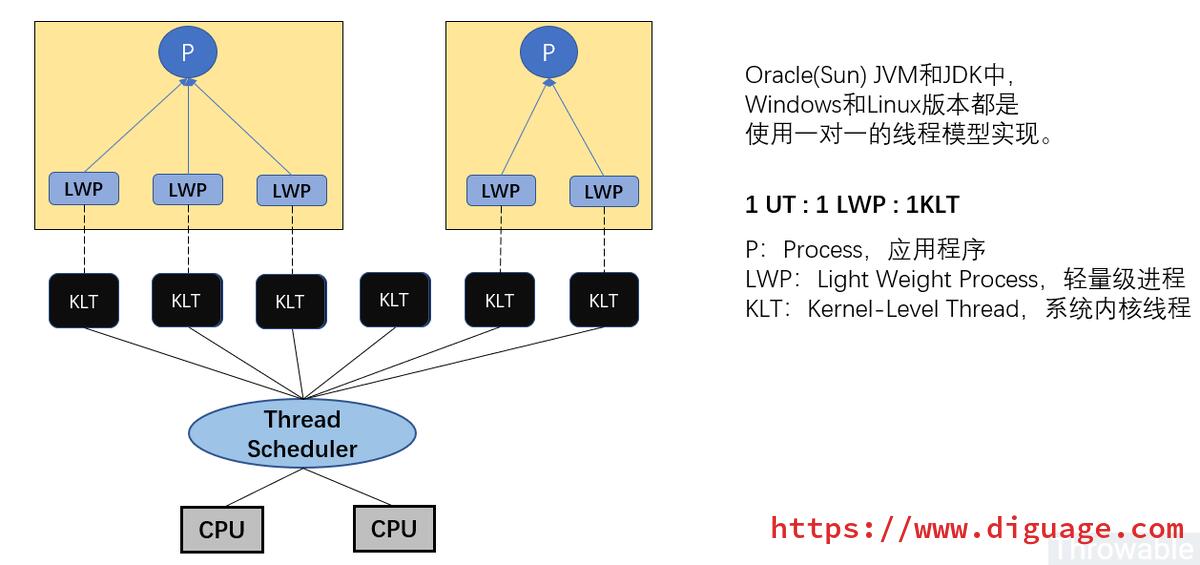 P
P
LWP
LWP
LWP
LWP
LWP
KLT
KLT
KLT
KLT
KLT
KLT
Thread
Scheduler
CPU
CPU
Oracle(Sun) JVM和JDK中，
Windows和Linux版本都是
使用一对一的线程模型实现。
1 UT : 1 LWP : 1KLT
P：Process，应用程序
LWP：Light Weight Process，轻量级进程
KLT：Kernel-Level Thread，系统内核线程
https://www.diguage.com
Throwable